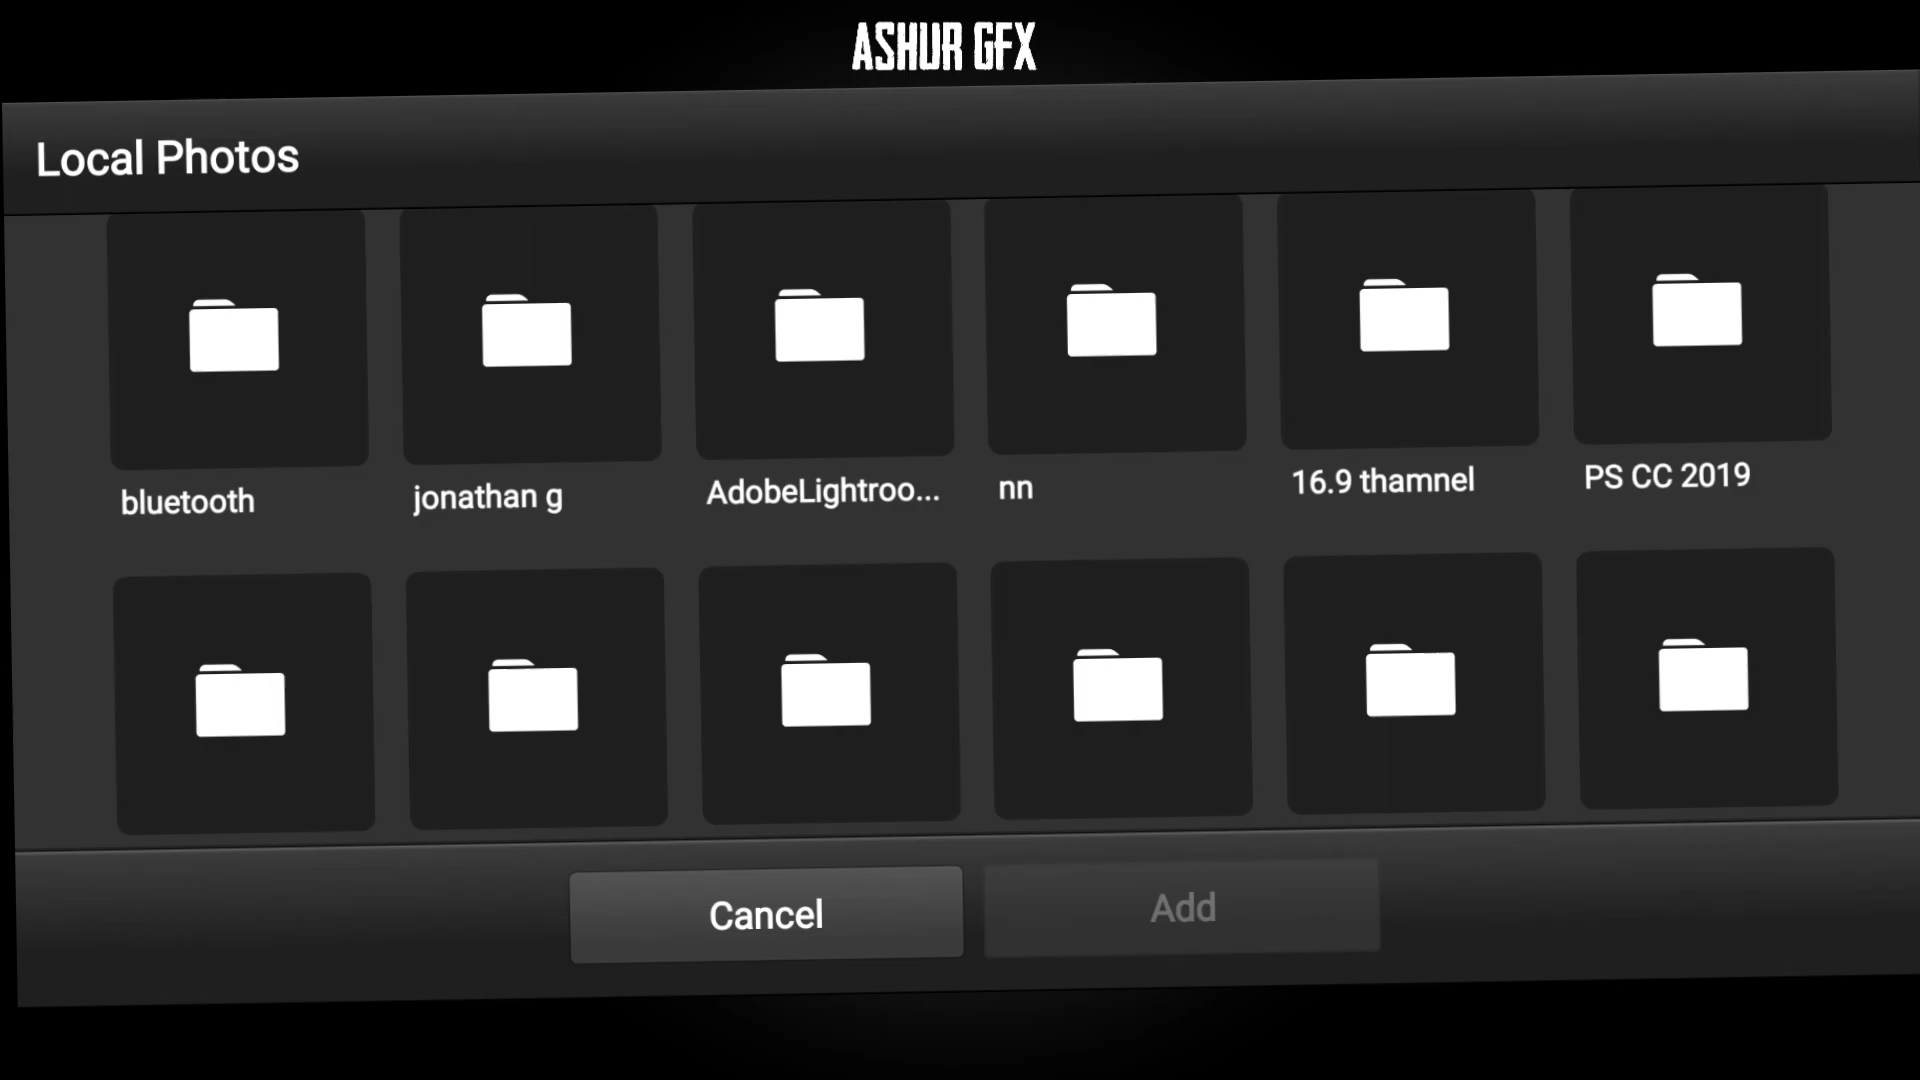 ASHUR GFX
Local Photos
bluetooth
jonathan g
AdobeLightroo...
nn
16.9 thamnel
PS CC 2019
Cancel
Add